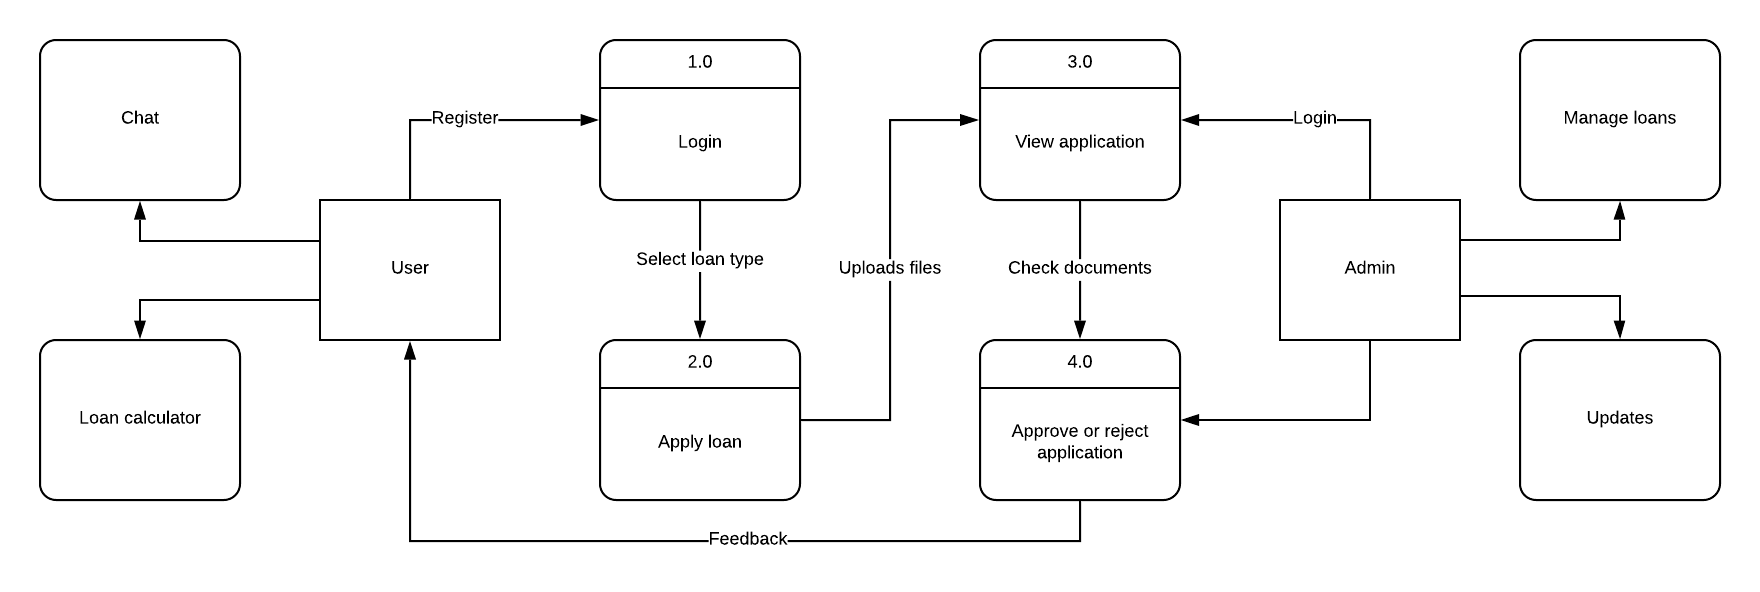 Chat
1.0
Login
3.0
View application
Manage loans
Register
Login
User
Select loan type
Uploads files
Check documents
Admin
Loan calculator
2.0
Apply loan
4.0
Approve or reject
application
Updates
Feedback